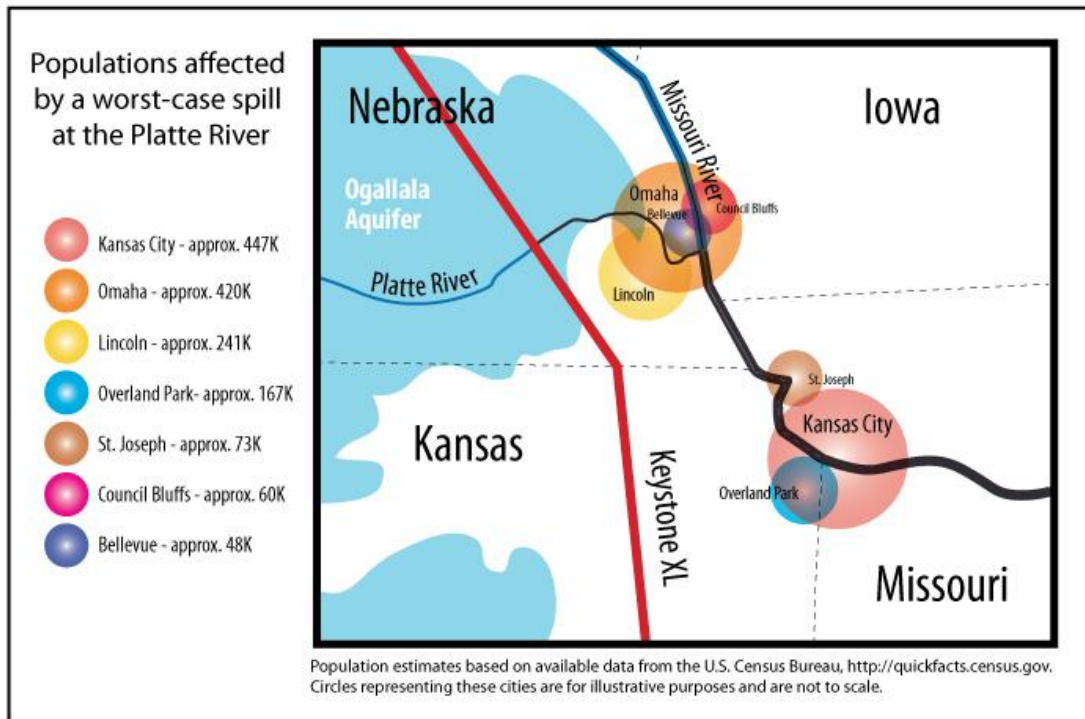 Populations affected
by a worst-case spill
at the Platte River
Kansas City - approx. 447K
Omaha - approx. 420K
Lincoln - approx. 241K
Overland Park- approx. 167K
St. Joseph - approx. 73K
Council Bluffs - approx. 60K
Bellevue - approx. 48K
Nebraska
Iowa
Missouri River
Ogallala
Aquifer
Omaha
Council Bluffs
Bellevue
Platte River
Lincoln
St. Joseph
Kansas City
Kansas
Overland Park
Keystone XL
Missouri
Population estimates based on available data from the U.S. Census Bureau, http://quickfacts.census.gov.
Circles representing these cities are for illustrative purposes and are not to scale.